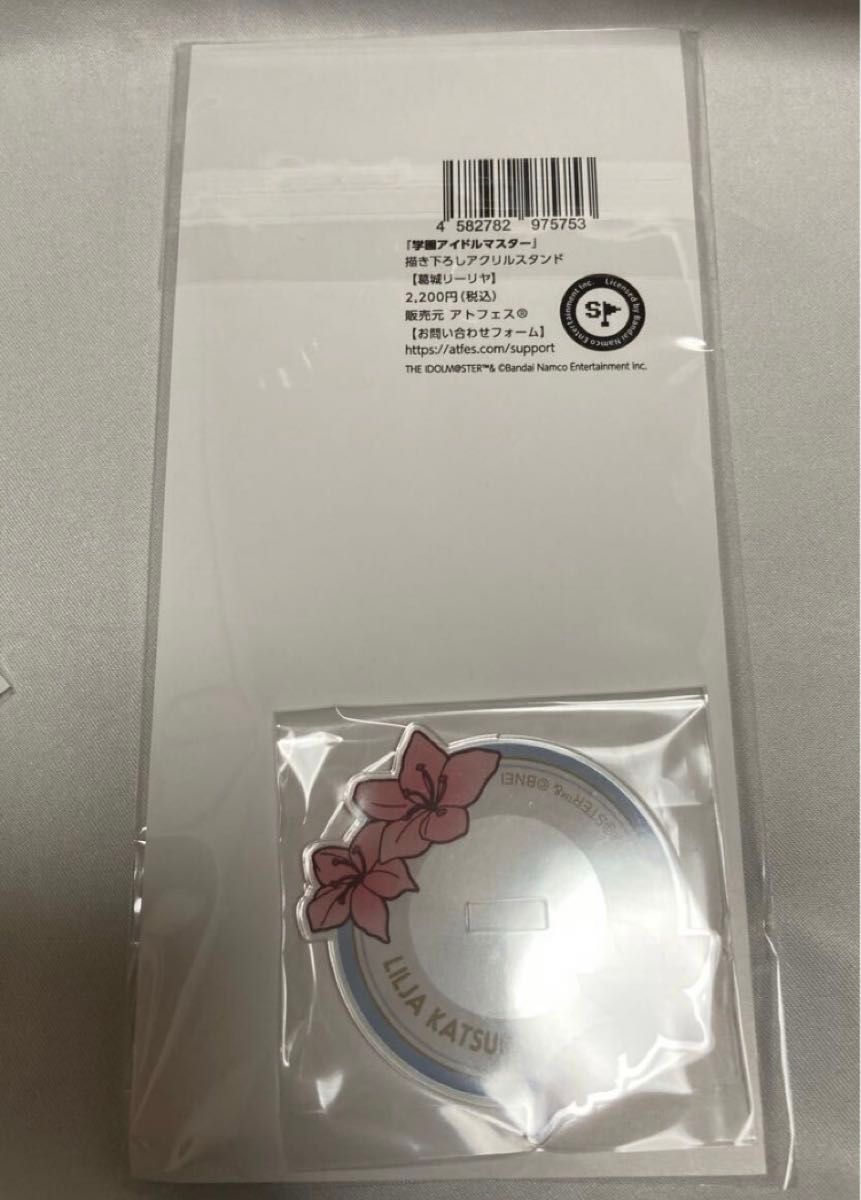 4 582782 975753
「学園アイドルマスター」
描き下ろしアクリルスタンド
【葛城リーリヤ】
2,200円(税込)
販売元 アトフェス®
【お問い合わせフォーム】
https://atfes.com/support
THE IDOLM@STER™& ©Bandai Namco Entertainment Inc.
Licensed by Bandai Namco Entertainment Inc.
@STER™& ©BNEI
LILJA